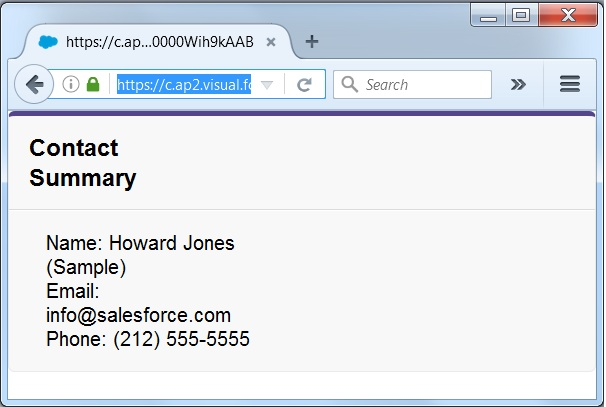 https://c.ap...0000Wih9kAAB
https://c.ap2.visual.fo
Search
Contact
Summary
Name: Howard Jones
(Sample)
Email:
info@salesforce.com
Phone: (212) 555-5555